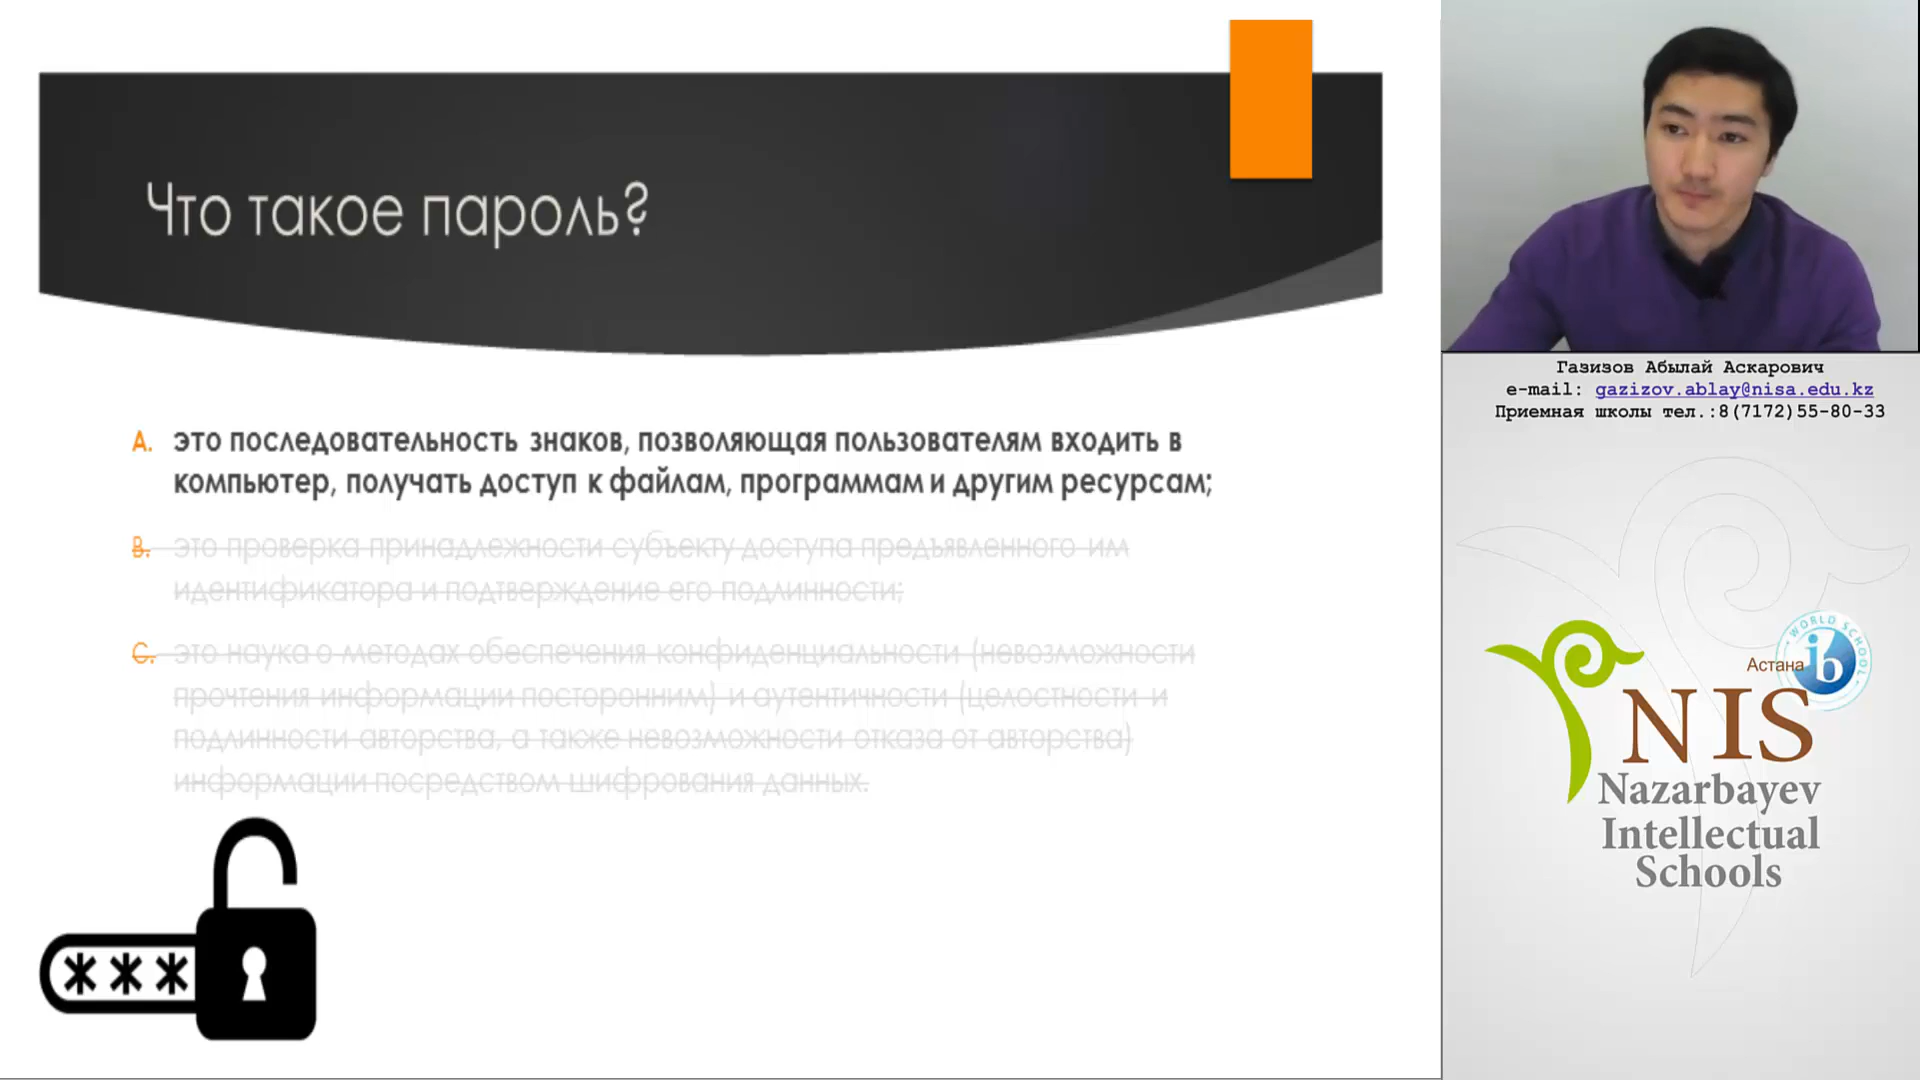 Что такое пароль?
A. это последовательность знаков, позволяющая пользователям входить в
компьютер, получать доступ к файлам, программам и другим ресурсам;
B. это проверка принадлежности субъекту доступа предъявленного им
идентификатора и подтверждение его подлинности;
C. это наука о методах обеспечения конфиденциальности (невозможности
прочтения информации посторонним) и аутентичности (целостности и
подлинности авторства, а также невозможности отказа от авторства)
информации посредством шифрования данных.
***
Газизов Абылай Аскарович
e-mail: gazizov.ablay@nisa.edu.kz
Приемная школы тел.:8(7172)55-80-33
WORLD SCHOOL
ib
Астана
NIS
Nazarbayev
Intellectual
Schools